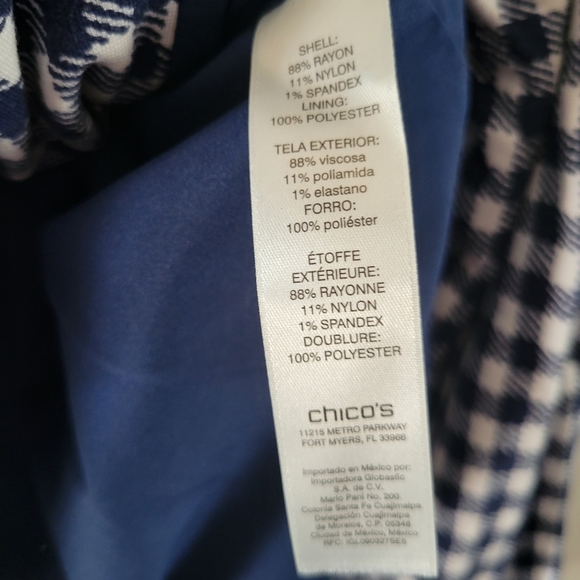 SHELL:
88% RAYON
11% NYLON
1% SPANDEX
LINING:
100% POLYESTER
TELA EXTERIOR:
88% viscosa
11% poliamida
1% elastano
FORRO:
100% poliéster
ÉTOFFE
EXTÉRIEURE:
88% RAYONNE
11% NYLON
1% SPANDEX
DOUBLURE:
100% POLYESTER
chico's
11215 METRO PARKWAY
FORT MYERS, FL 33966
Importado en México por:
Importadora Globastic
S.A. de C.V.
Mario Pani No. 200
Colonia Santa Fe Cuajimalpa
Delegación Cuajimalpa
de Morelos, C.P. 05348
Ciudad de México, México
RFC: